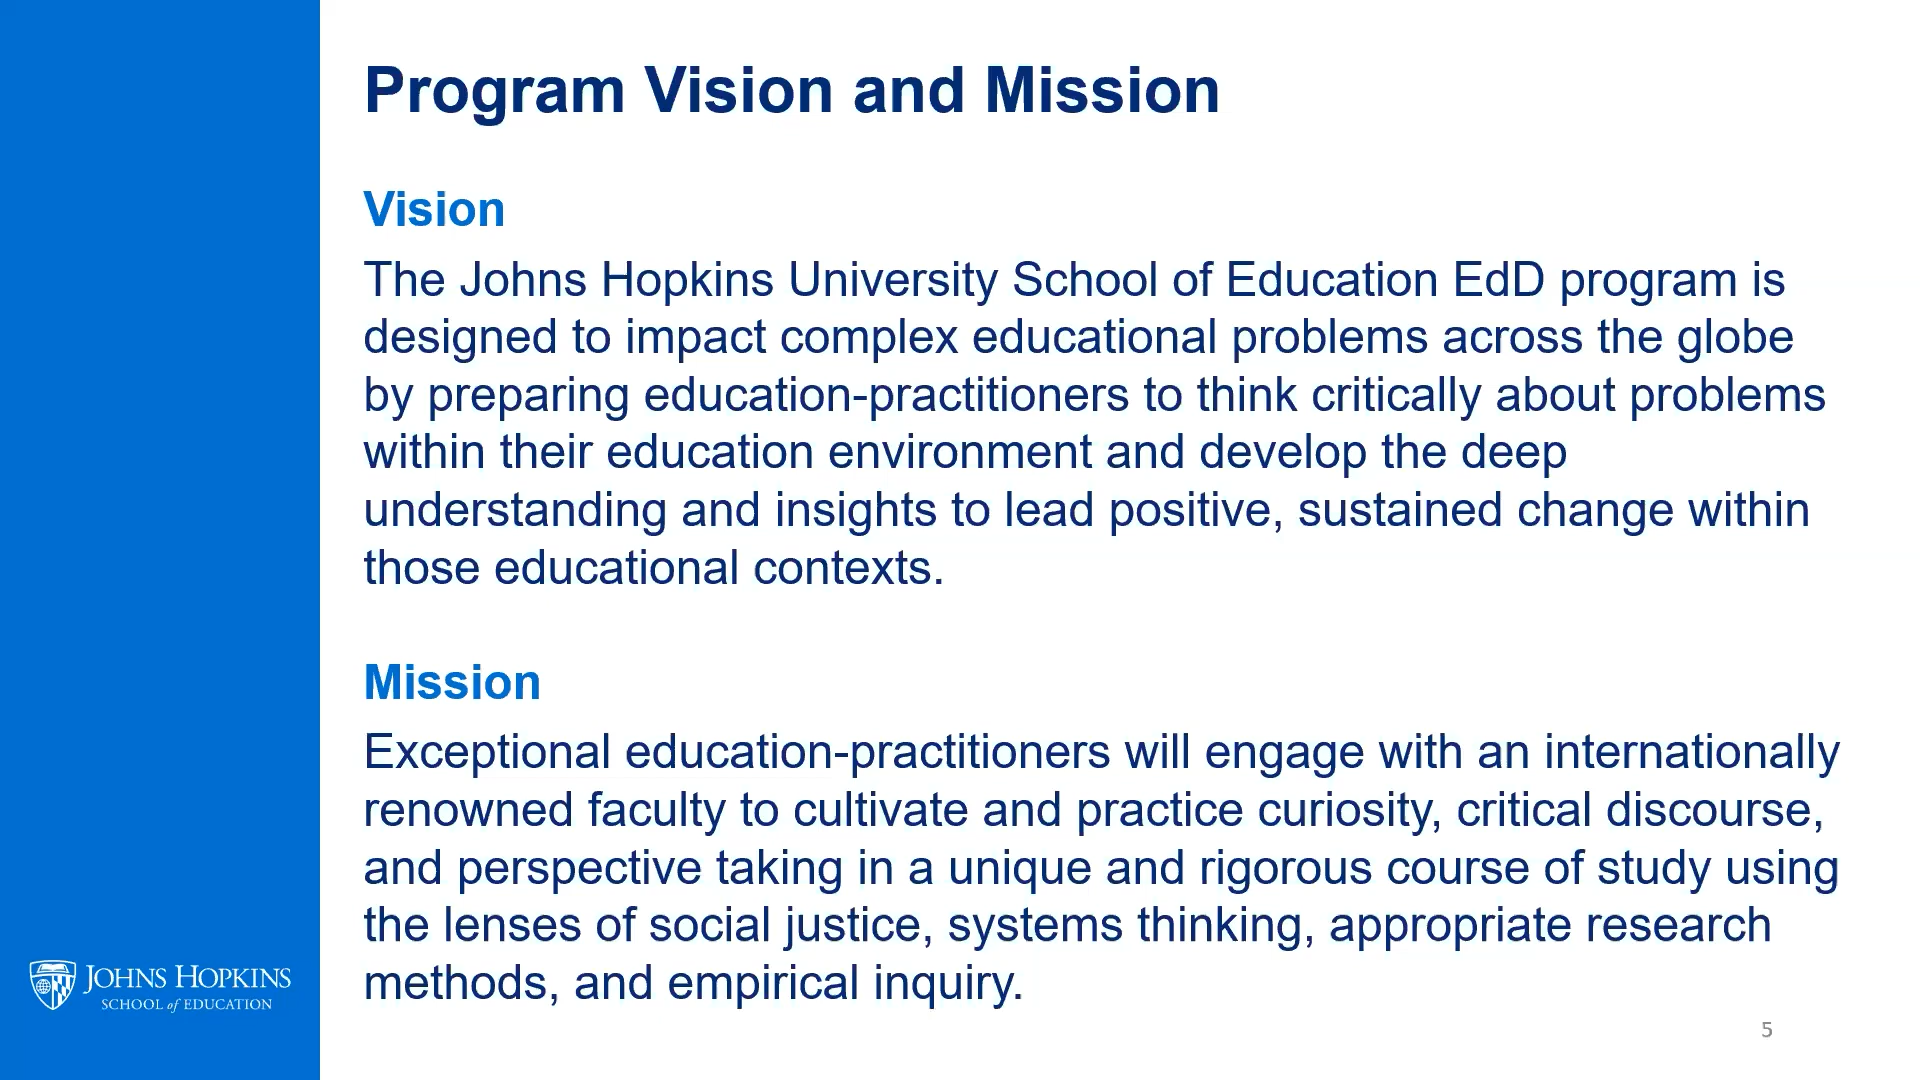 Program Vision and Mission
Vision
The Johns Hopkins University School of Education EdD program is
designed to impact complex educational problems across the globe
by preparing education-practitioners to think critically about problems
within their education environment and develop the deep
understanding and insights to lead positive, sustained change within
those educational contexts.
Mission
Exceptional education-practitioners will engage with an internationally
renowned faculty to cultivate and practice curiosity, critical discourse,
and perspective taking in a unique and rigorous course of study using
the lenses of social justice, systems thinking, appropriate research
methods, and empirical inquiry.
JOHNS HOPKINS
SCHOOL of EDUCATION
5